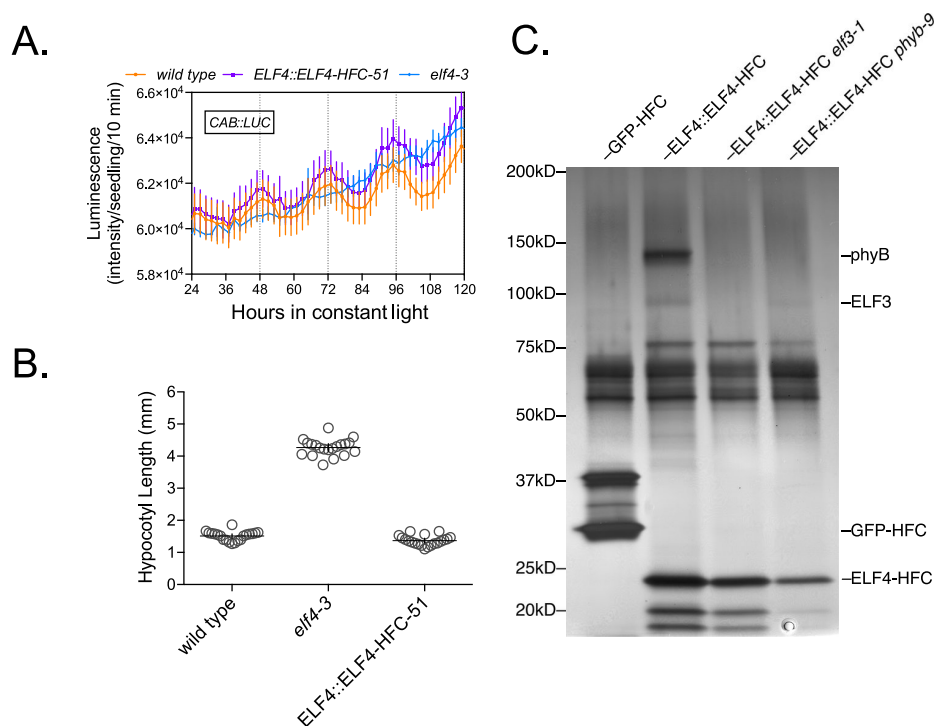 A.
wild type ELF4::ELF4-HFC-51 elf4-3
Luminescence
(intensity/seedling/10 min)
6.6×10⁴
6.4×10⁴
6.2×10⁴
6.0×10⁴
5.8×10⁴
CAB::LUC
24 36 48 60 72 84 96 108 120
Hours in constant light
B.
Hypocotyl Length (mm)
6
5
4
3
2
1
0
wild type
elf4-3
ELF4::ELF4-HFC-51
C.
–GFP-HFC
–ELF4::ELF4-HFC
–ELF4::ELF4-HFC elf3-1
–ELF4::ELF4-HFC phyb-9
200kD
150kD
100kD
75kD
50kD
37kD
25kD
20kD
–phyB
–ELF3
–GFP-HFC
–ELF4-HFC